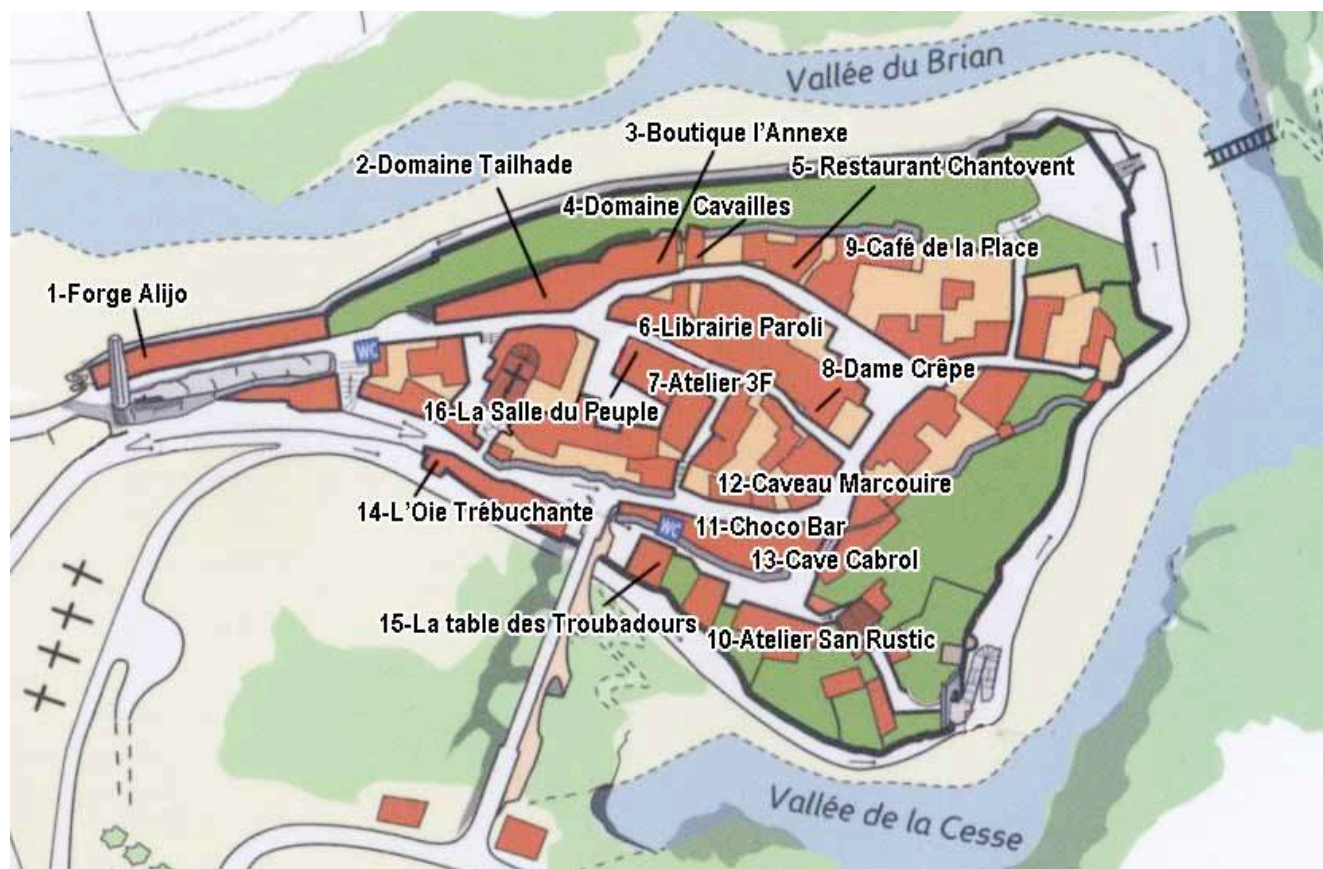 Vallée du Brian
3-Boutique l'Annexe
2-Domaine Tailhade
5- Restaurant Chantovent
4-Domaine Cavailles
9-Café de la Place
1-Forge Alijo
6-Librairie Paroli
WC
8-Dame Crêpe
7-Atelier 3F
16-La Salle du Peuple
12-Caveau Marcouire
14-L'Oie Trébuchante
WC
11-Choco Bar
13-Cave Cabrol
15-La table des Troubadours
10-Atelier San Rustic
Vallée de la Cesse